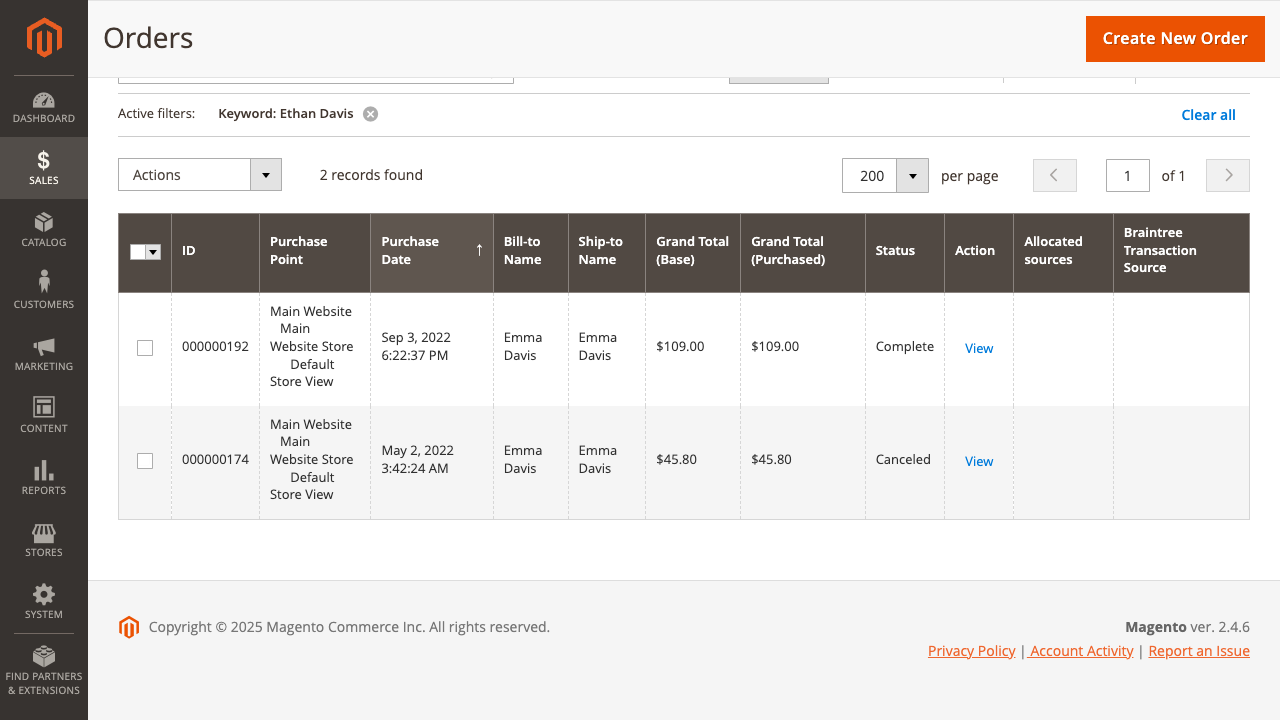 Orders
Create New Order
DASHBOARD
SALES
CATALOG
CUSTOMERS
MARKETING
CONTENT
REPORTS
STORES
SYSTEM
FIND PARTNERS
& EXTENSIONS
Active filters: Keyword: Ethan Davis
Clear all
Actions
2 records found
200 per page
1 of 1
ID
Purchase
Point
Purchase
Date ↑
Bill-to
Name
Ship-to
Name
Grand Total
(Base)
Grand Total
(Purchased)
Status
Action
Allocated
sources
Braintree
Transaction
Source
000000192
Main Website
Main
Website Store
Default
Store View
Sep 3, 2022
6:22:37 PM
Emma
Davis
Emma
Davis
$109.00
$109.00
Complete
View
000000174
Main Website
Main
Website Store
Default
Store View
May 2, 2022
3:42:24 AM
Emma
Davis
Emma
Davis
$45.80
$45.80
Canceled
View
Copyright © 2025 Magento Commerce Inc. All rights reserved.
Magento ver. 2.4.6
Privacy Policy | Account Activity | Report an Issue